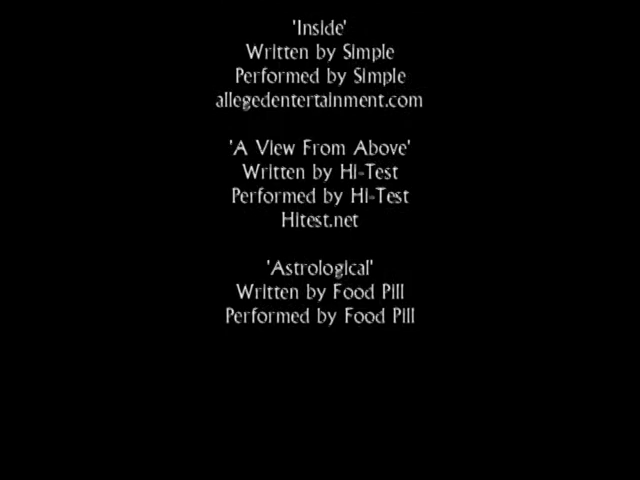 'Inside'
Written by Simple
Performed by Simple
allegedentertainment.com
'A View From Above'
Written by Hi-Test
Performed by Hi-Test
Hitest.net
'Astrological'
Written by Food Pill
Performed by Food Pill